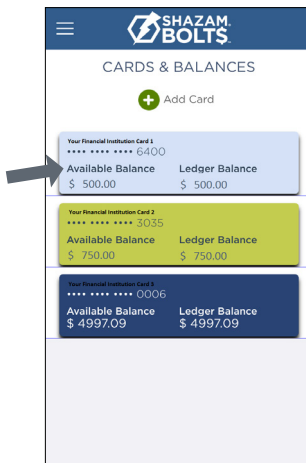 SHAZAM.
BOLT$.
CARDS & BALANCES
Add Card
Your Financial Institution Card 1
•••• •••• •••• 6400
Available Balance Ledger Balance
$ 500.00 $ 500.00
Your Financial Institution Card 2
•••• •••• •••• 3035
Available Balance Ledger Balance
$ 750.00 $ 750.00
Your Financial Institution Card 3
•••• •••• •••• 0006
Available Balance Ledger Balance
$ 4997.09 $ 4997.09